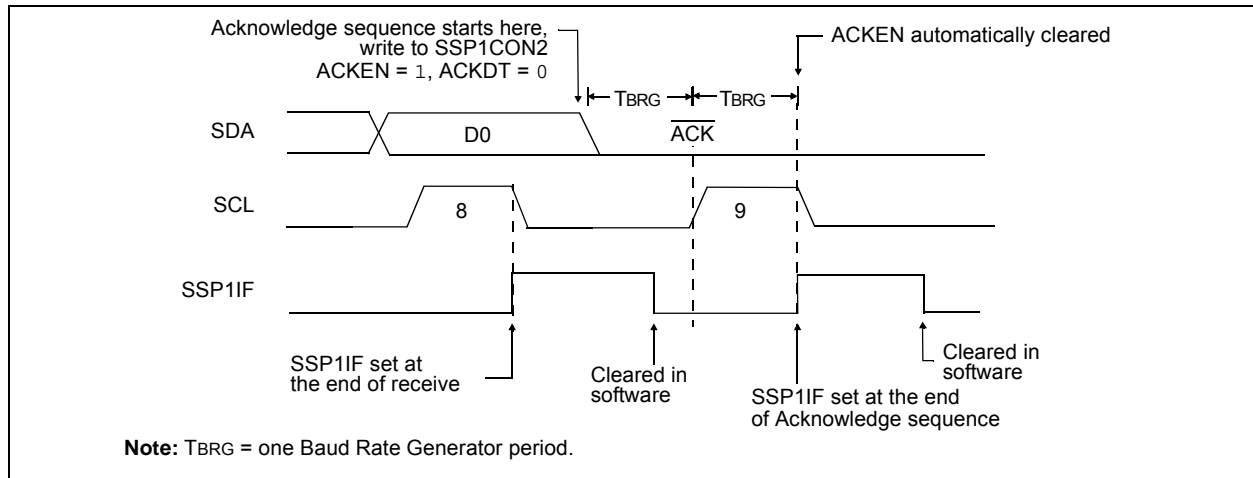 Acknowledge sequence starts here,
write to SSP1CON2
ACKEN = 1, ACKDT = 0
ACKEN automatically cleared
TBRG
TBRG
SDA
D0
ACK
SCL
8
9
SSP1IF
SSP1IF set at
the end of receive
Cleared in
software
SSP1IF set at the end
of Acknowledge sequence
Cleared in
software
Note: TBRG = one Baud Rate Generator period.